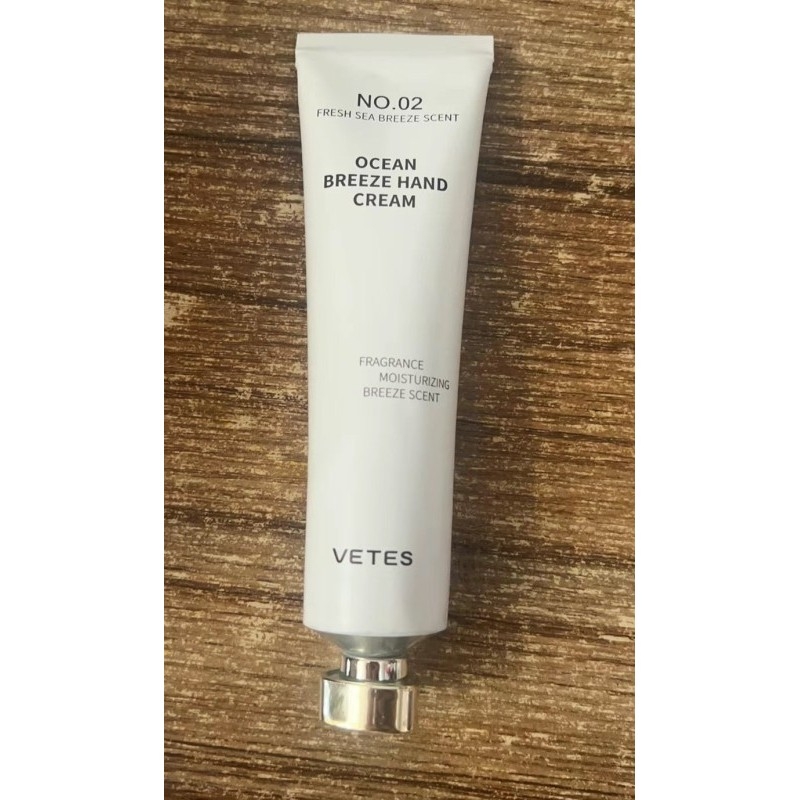 NO.02
FRESH SEA BREEZE SCENT
OCEAN
BREEZE HAND
CREAM
FRAGRANCE
MOISTURIZING
BREEZE SCENT
VETES